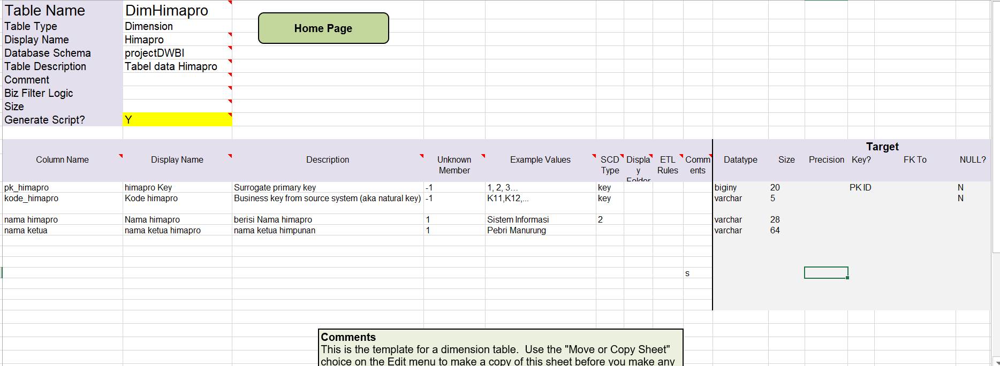 Table Name DimHimapro
Home Page
Table Type Dimension
Display Name Himapro
Database Schema projectDWBI
Table Description Tabel data Himapro
Comment
Biz Filter Logic
Size
Generate Script? Y
Target
Column Name Display Name Description Unknown Member Example Values SCD Type Display Folder ETL Rules Comments Datatype Size Precision Key? FK To NULL?
pk_himapro himapro Key Surrogate primary key -1 1, 2, 3... key biginy 20 PK ID N
kode_himapro Kode himapro Business key from source system (aka natural key) -1 K11,K12,... key varchar 5 N
nama himapro Nama himapro berisi Nama himapro 1 Sistem Informasi 2 varchar 28
nama ketua nama ketua himapro nama ketua himpunan 1 Pebri Manurung varchar 64
s
Comments
This is the template for a dimension table. Use the "Move or Copy Sheet"
choice on the Edit menu to make a copy of this sheet before you make any